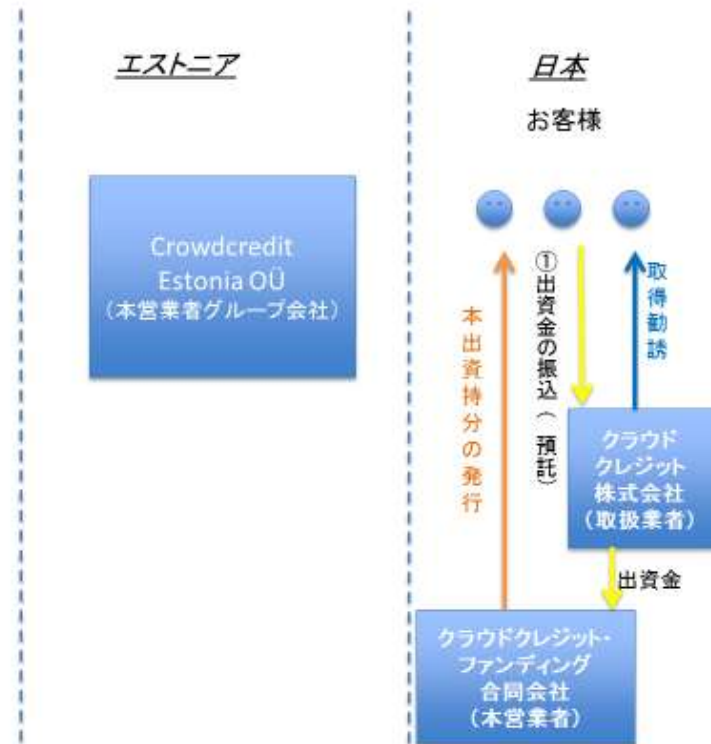 エストニア
日本
お客様
Crowdcredit
Estonia OÜ
（本営業者グループ会社）
本出資持分の発行
①出資金の振込（預託）
取得勧誘
クラウド
クレジット
株式会社
（取扱業者）
出資金
クラウドクレジット・
ファンディング
合同会社
（本営業者）